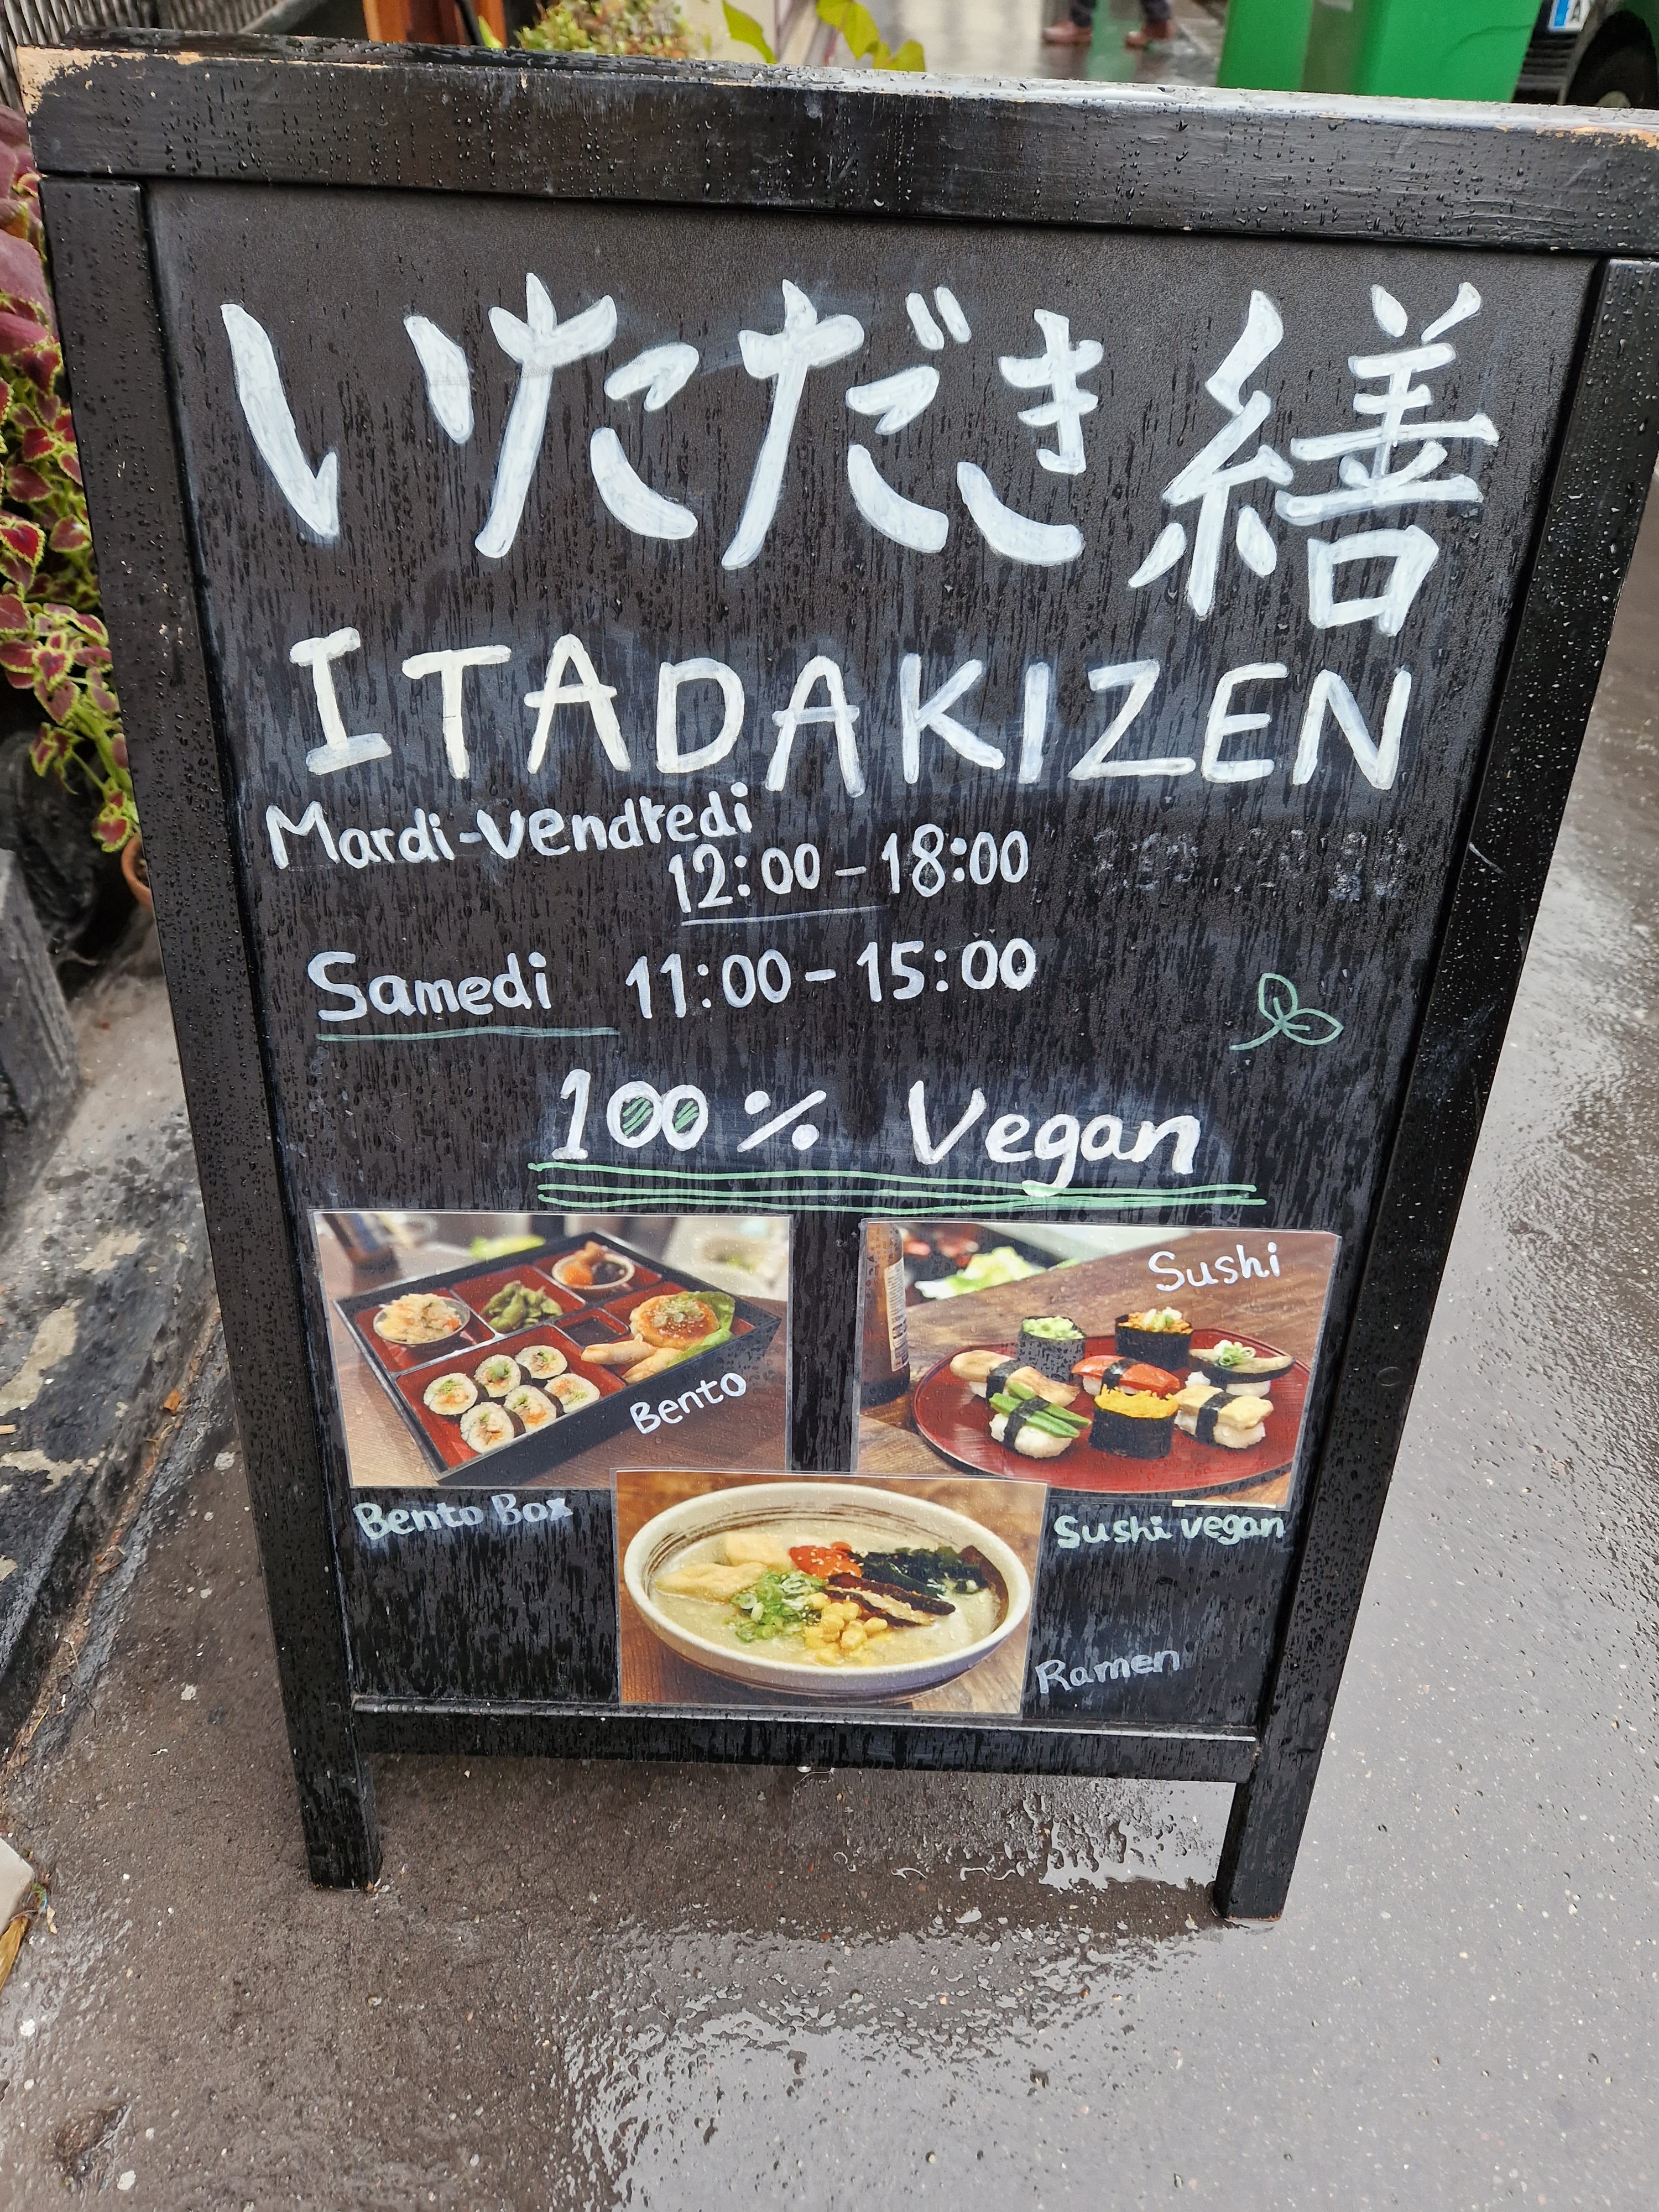 いただき繕
ITADAKIZEN
Mardi-Vendredi
12:00 - 18:00
Samedi 11:00 - 15:00
100% Vegan
Bento
Sushi
Bento Box
Sushi vegan
Ramen